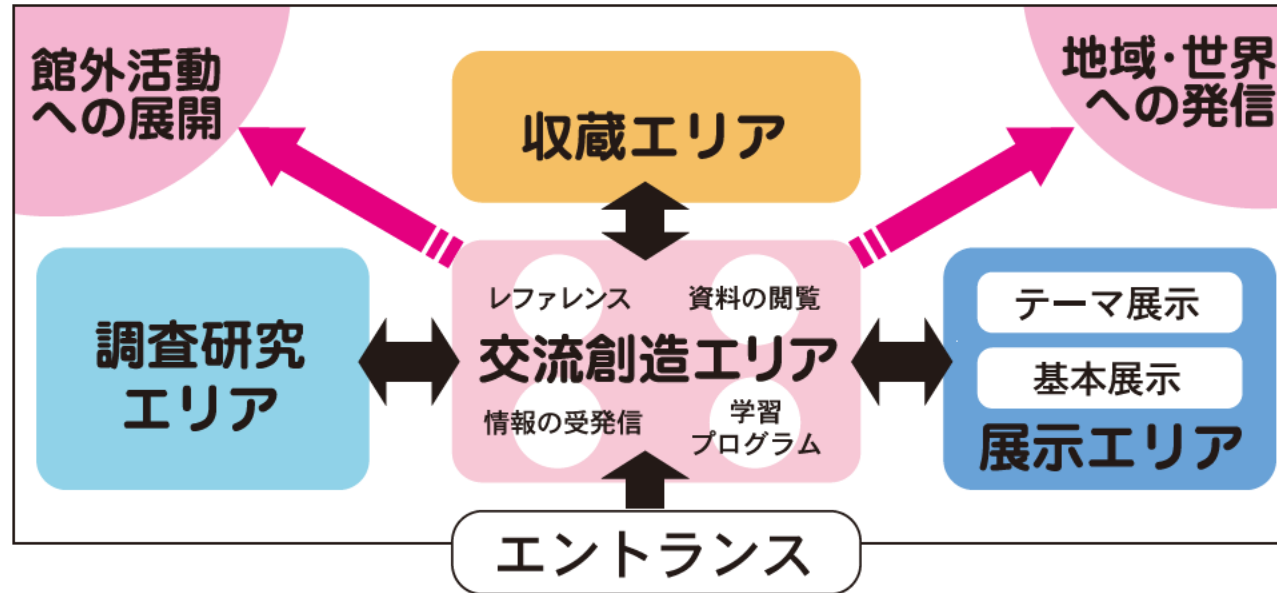 館外活動
への展開
収蔵エリア
地域・世界
への発信
調査研究
エリア
レファレンス
資料の閲覧
交流創造エリア
情報の受発信
学習
プログラム
テーマ展示
基本展示
展示エリア
エントランス